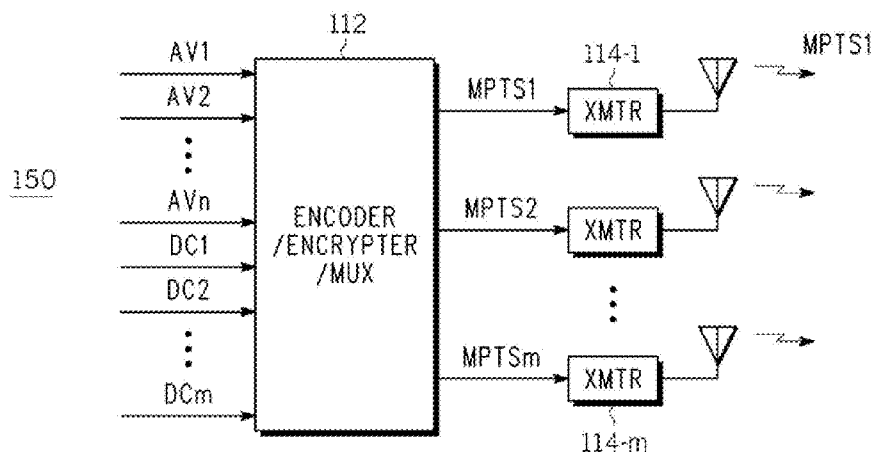 112
AV1
AV2
AVn
DC1
DC2
DCm
150
ENCODER
/ENCRYPTER
/MUX
MPTS1
MPTS2
MPTSm
114-1
XMTR
XMTR
XMTR
114-m
MPTS1